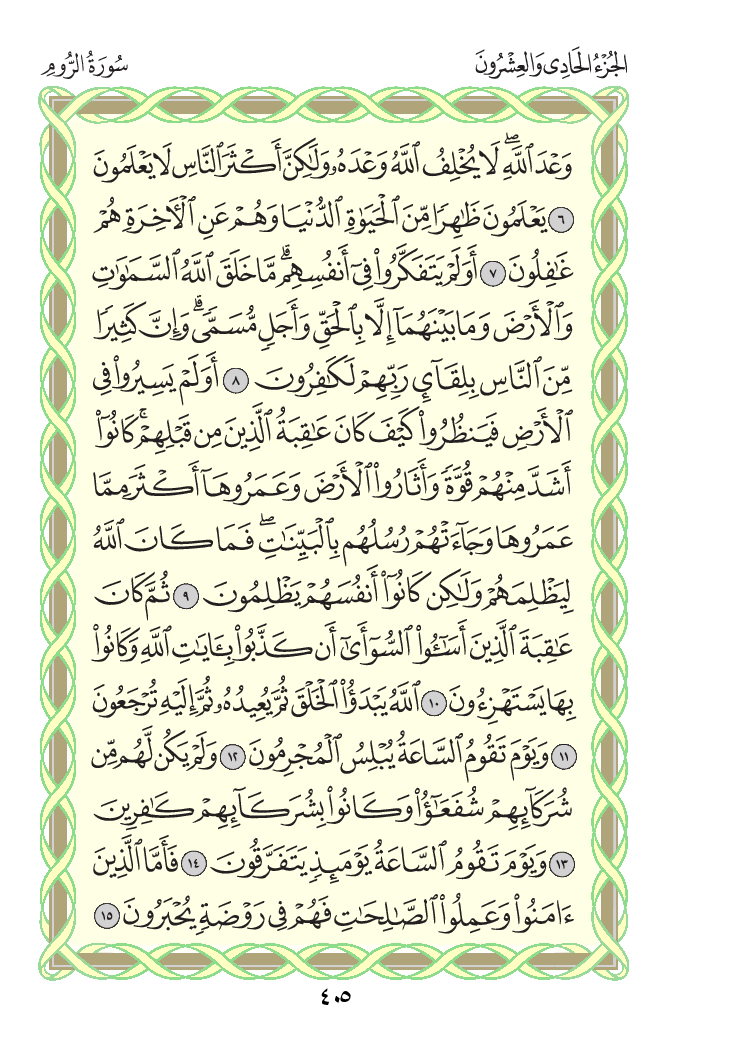 الجُزْءُ الحَادِى وَالعِشْرُونَ
سُورَةُ الرُّومِ
وَعْدَ ٱللَّهِۖ لَا يُخْلِفُ ٱللَّهُ وَعْدَهُۥ وَلَٰكِنَّ أَكْثَرَ ٱلنَّاسِ لَا يَعْلَمُونَ
٦ يَعْلَمُونَ ظَٰهِرًا مِّنَ ٱلْحَيَوٰةِ ٱلدُّنْيَا وَهُمْ عَنِ ٱلْأَخِرَةِ هُمْ
غَٰفِلُونَ ٧ أَوَلَمْ يَتَفَكَّرُوا۟ فِىٓ أَنفُسِهِمۗ مَّا خَلَقَ ٱللَّهُ ٱلسَّمَٰوَٰتِ
وَٱلْأَرْضَ وَمَا بَيْنَهُمَآ إِلَّا بِٱلْحَقِّ وَأَجَلٍ مُّسَمًّىۗ وَإِنَّ كَثِيرًا
مِّنَ ٱلنَّاسِ بِلِقَآئِ رَبِّهِمْ لَكَٰفِرُونَ ٨ أَوَلَمْ يَسِيرُوا۟ فِى
ٱلْأَرْضِ فَيَنظُرُوا۟ كَيْفَ كَانَ عَٰقِبَةُ ٱلَّذِينَ مِن قَبْلِهِمْۚ كَانُوٓا۟
أَشَدَّ مِنْهُمْ قُوَّةً وَأَثَارُوا۟ ٱلْأَرْضَ وَعَمَرُوهَآ أَكْثَرَ مِمَّا
عَمَرُوهَا وَجَآءَتْهُمْ رُسُلُهُم بِٱلْبَيِّنَٰتِۖ فَمَا كَانَ ٱللَّهُ
لِيَظْلِمَهُمْ وَلَٰكِن كَانُوٓا۟ أَنفُسَهُمْ يَظْلِمُونَ ٩ ثُمَّ كَانَ
عَٰقِبَةَ ٱلَّذِينَ أَسَٰٓـُٔوا۟ ٱلسُّوٓأَىٰٓ أَن كَذَّبُوا۟ بِـَٔايَٰتِ ٱللَّهِ وَكَانُوا۟
بِهَا يَسْتَهْزِءُونَ ١٠ ٱللَّهُ يَبْدَؤُا۟ ٱلْخَلْقَ ثُمَّ يُعِيدُهُۥ ثُمَّ إِلَيْهِ تُرْجَعُونَ
١١ وَيَوْمَ تَقُومُ ٱلسَّاعَةُ يُبْلِسُ ٱلْمُجْرِمُونَ ١٢ وَلَمْ يَكُن لَّهُم مِّن
شُرَكَآئِهِمْ شُفَعَٰٓؤُا۟ وَكَانُوا۟ بِشُرَكَآئِهِمْ كَٰفِرِينَ
١٣ وَيَوْمَ تَقُومُ ٱلسَّاعَةُ يَوْمَئِذٍ يَتَفَرَّقُونَ ١٤ فَأَمَّا ٱلَّذِينَ
ءَامَنُوا۟ وَعَمِلُوا۟ ٱلصَّٰلِحَٰتِ فَهُمْ فِى رَوْضَةٍ يُحْبَرُونَ ١٥
٤٠٥